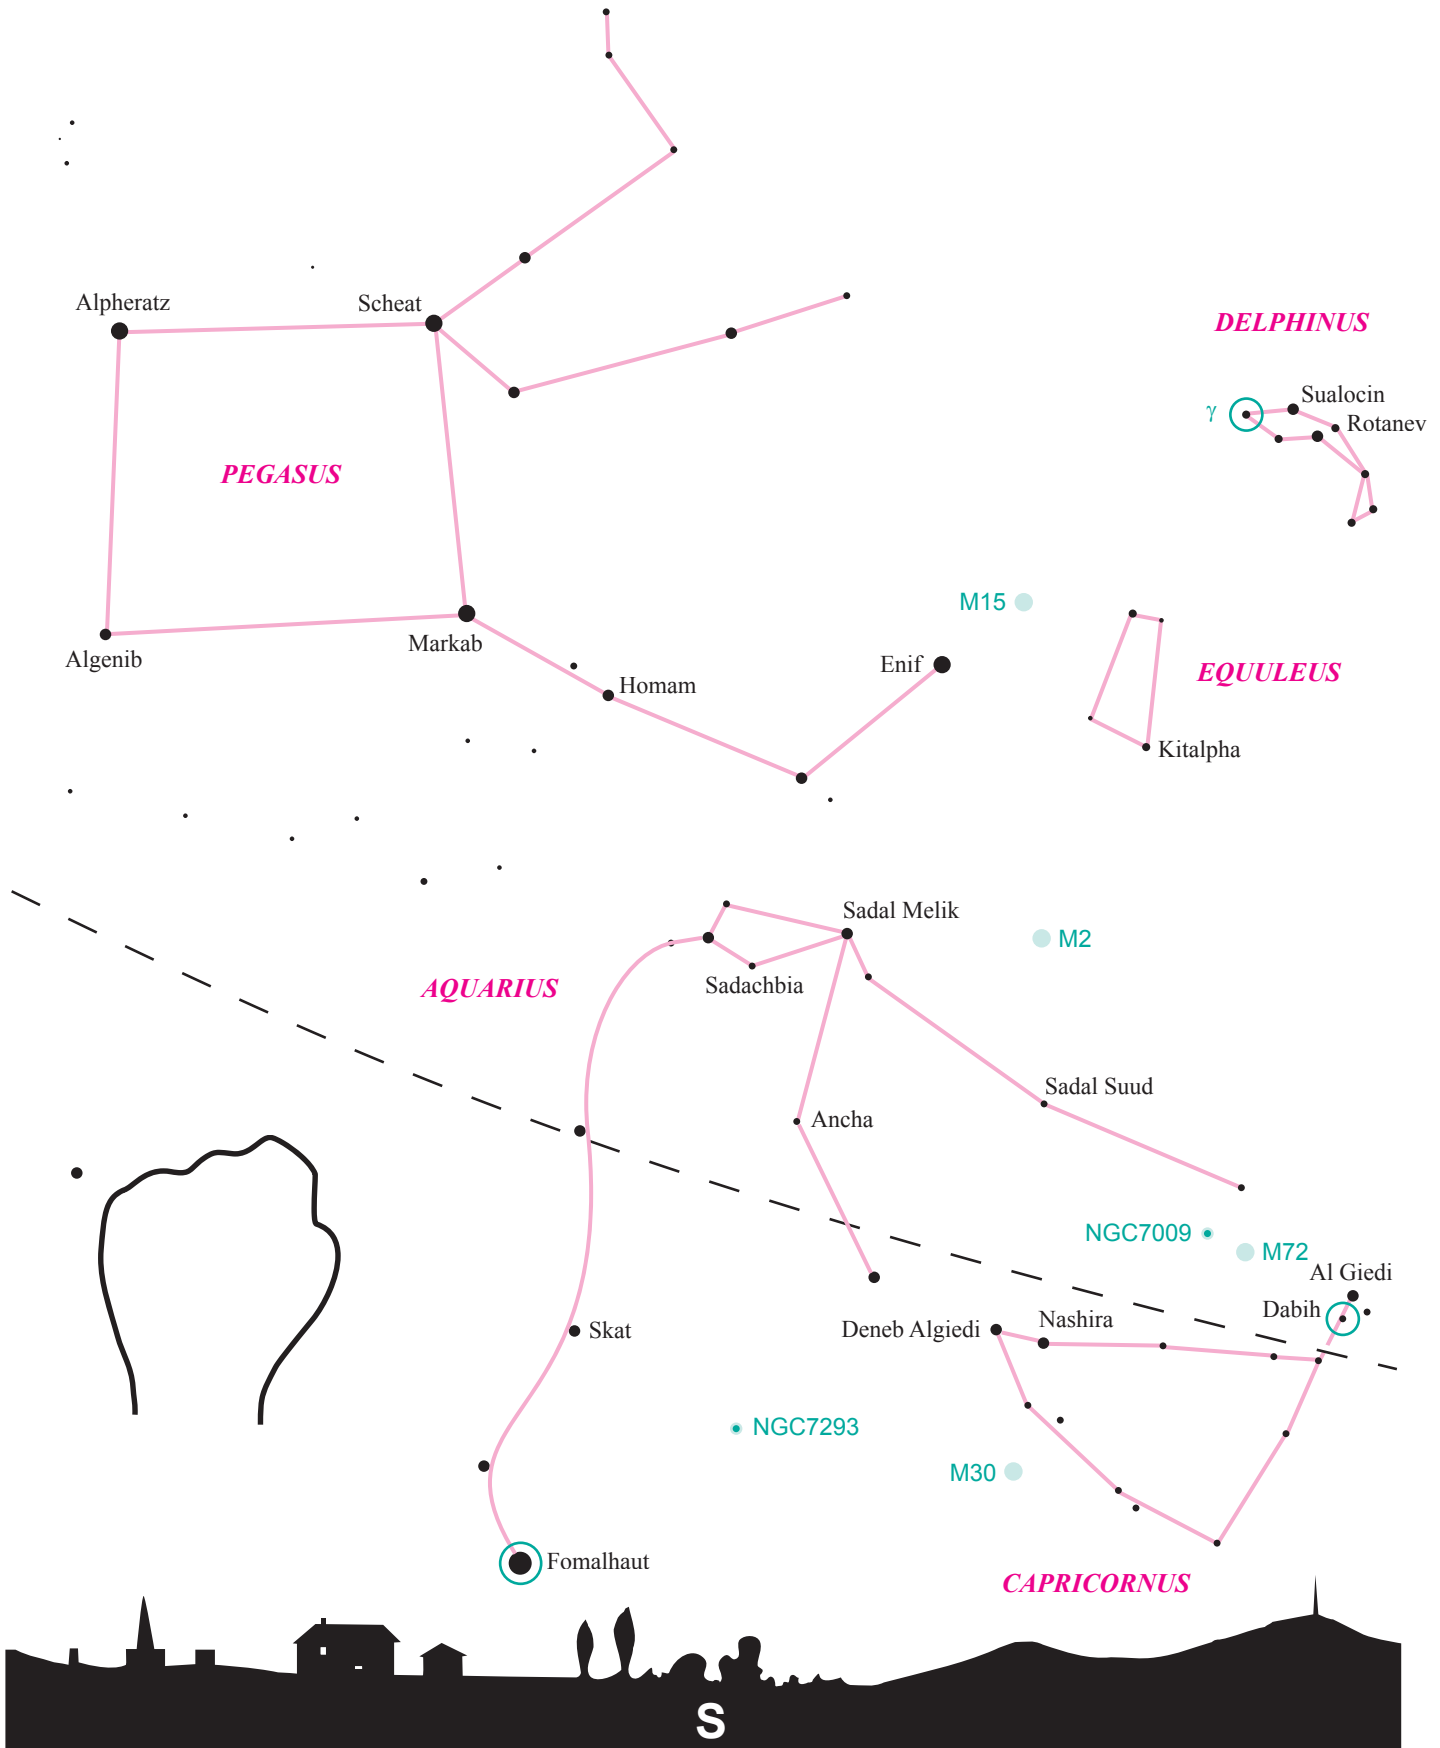 Alpheratz
Scheat
DELPHINUS
γ
Sualocin
Rotanev
PEGASUS
M15
Markab
Algenib
Enif
EQUULEUS
Homam
Kitalpha
Sadal Melik
M2
AQUARIUS
Sadachbia
Sadal Suud
Ancha
NGC7009
M72
Al Giedi
Dabih
Nashira
Deneb Algiedi
Skat
NGC7293
M30
Fomalhaut
CAPRICORNUS
S